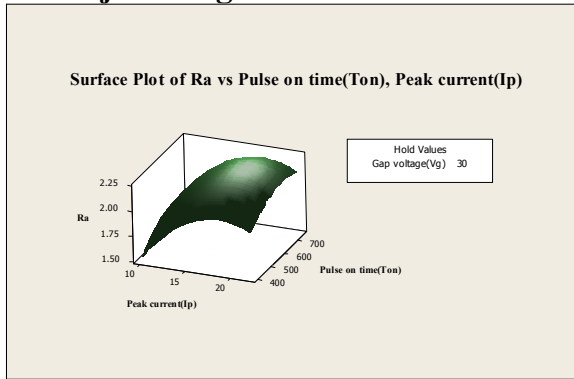 Surface Plot of Ra vs Pulse on time(Ton), Peak current(Ip)
Hold Values
Gap voltage(Vg) 30
2.25
2.00
1.75
1.50
Ra
10
15
20
Peak current(Ip)
400
500
600
700
Pulse on time(Ton)